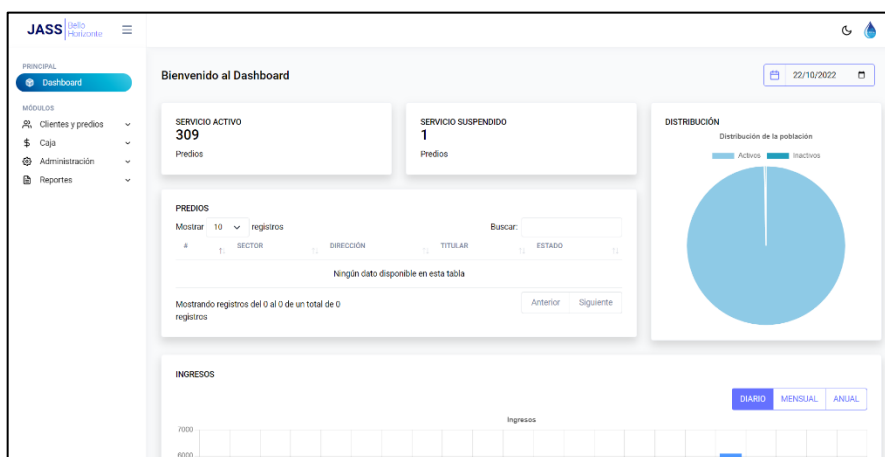 JASS Bello Horizonte
PRINCIPAL
Dashboard
MÓDULOS
Clientes y predios
Caja
Administración
Reportes
Bienvenido al Dashboard
22/10/2022
SERVICIO ACTIVO
309
Predios
SERVICIO SUSPENDIDO
1
Predios
DISTRIBUCIÓN
Distribución de la población
Activos Inactivos
PREDIOS
Mostrar 10 registros Buscar:
# SECTOR DIRECCIÓN TITULAR ESTADO
Ningún dato disponible en esta tabla
Mostrando registros del 0 al 0 de un total de 0
registros
Anterior Siguiente
INGRESOS
DIARIO MENSUAL ANUAL
Ingresos
7000
6000